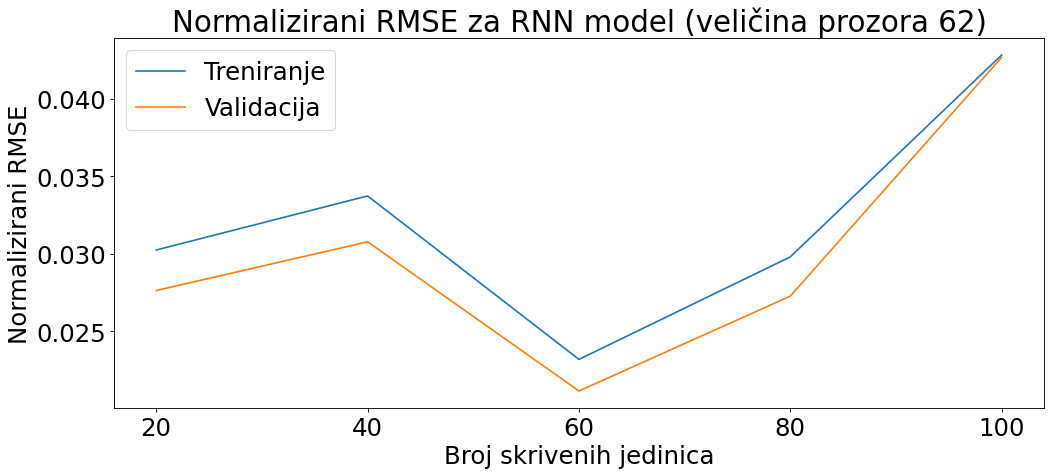 Normalizirani RMSE za RNN model (veličina prozora 62)
Treniranje
Validacija
Normalizirani RMSE
0.040
0.035
0.030
0.025
20 40 60 80 100
Broj skrivenih jedinica